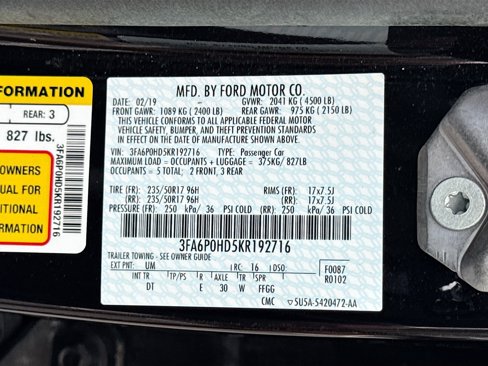 INFORMATION
REAR: 3
827 lbs.
OWNERS
UAL FOR
ITIONAL
RMATION
3FA6P0HD5KR192716
MFD. BY FORD MOTOR CO.
DATE: 02/19 GVWR: 2041 KG (4500 LB)
FRONT GAWR: 1089 KG (2400 LB) REAR GAWR: 975 KG (2150 LB)
THIS VEHICLE CONFORMS TO ALL APPLICABLE FEDERAL MOTOR
VEHICLE SAFETY, BUMPER, AND THEFT PREVENTION STANDARDS
IN EFFECT ON THE DATE OF MANUFACTURE SHOWN ABOVE.
VIN: 3FA6P0HD5KR192716 TYPE: Passenger Car
MAXIMUM LOAD = OCCUPANTS + LUGGAGE = 375KG/827LB
OCCUPANTS = 5 TOTAL: 2 FRONT, 3 REAR
TIRE (FR): 235/50R17 96H RIMS (FR): 17x7.5J
(RR): 235/50R17 96H (RR): 17x7.5J
PRESSURE (FR): 250 kPa/ 36 PSI COLD (RR): 250 kPa/ 36 PSI COLD
3FA6P0HD5KR192716
TRAILER TOWING - SEE OWNER GUIDE
EXT PNT: UM RC: 16 DSO: F0087
INT TR TP/PS R AXLE TR SPR R0102
DT E 30 W FFGG
CMC 5U5A-5420472-AA